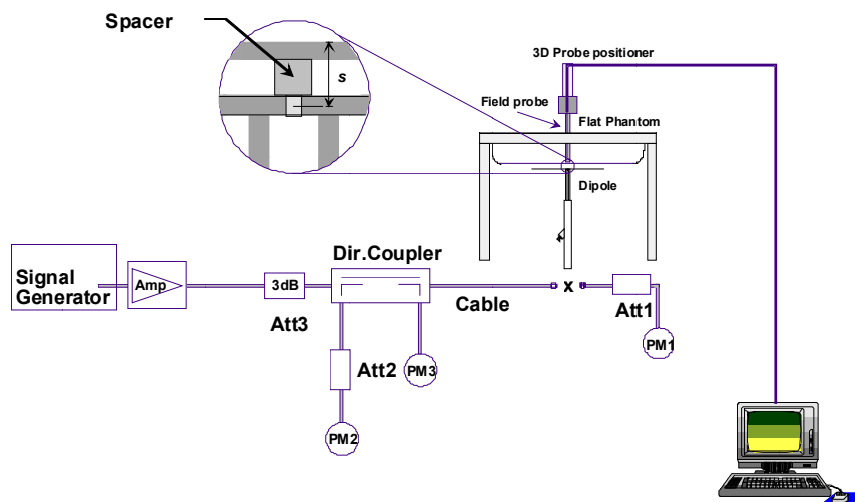 Spacer
s
3D Probe positioner
Field probe
Flat Phantom
Dipole
Signal
Generator
Amp
3dB
Att3
Dir.Coupler
Cable
x
Att1
PM1
Att2
PM3
PM2